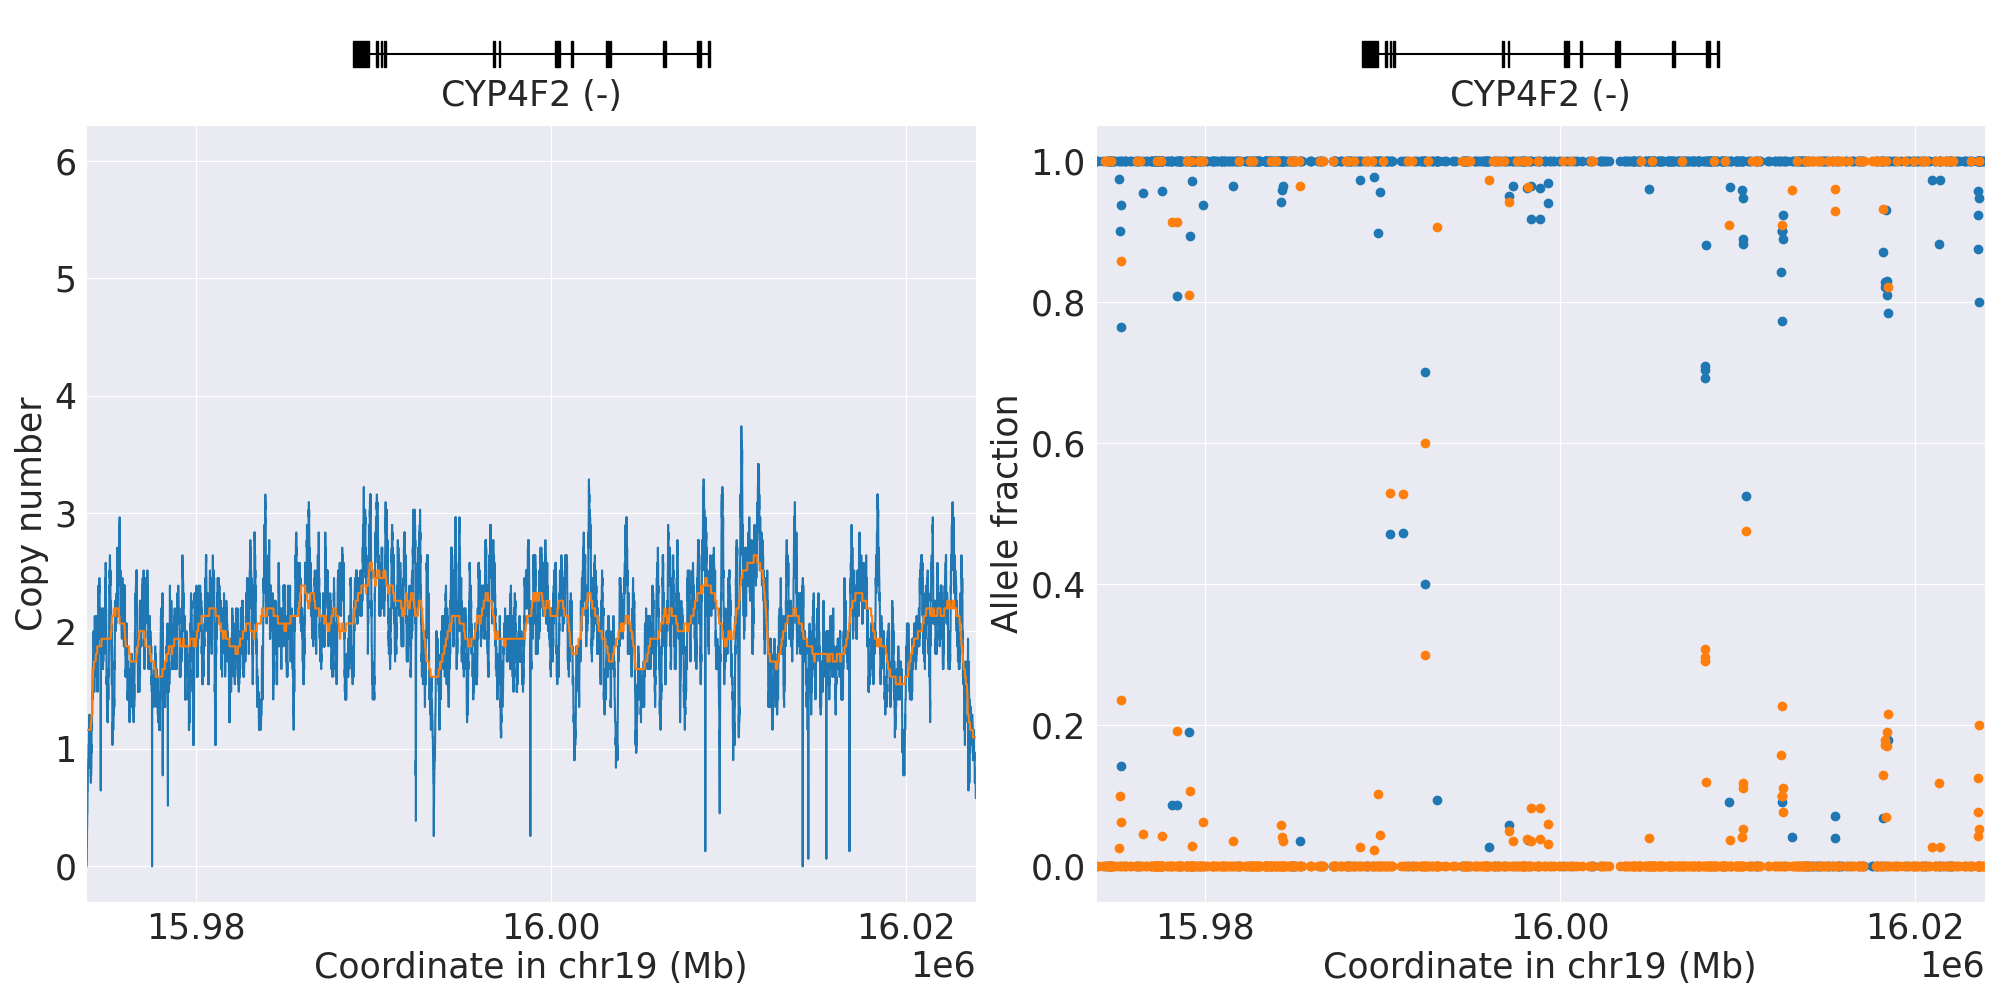 CYP4F2 (-)
6
5
4
3
2
1
0
Copy number
15.98
16.00
16.02
Coordinate in chr19 (Mb)
1e6
CYP4F2 (-)
1.0
0.8
0.6
0.4
0.2
0.0
Allele fraction
15.98
16.00
16.02
Coordinate in chr19 (Mb)
1e6